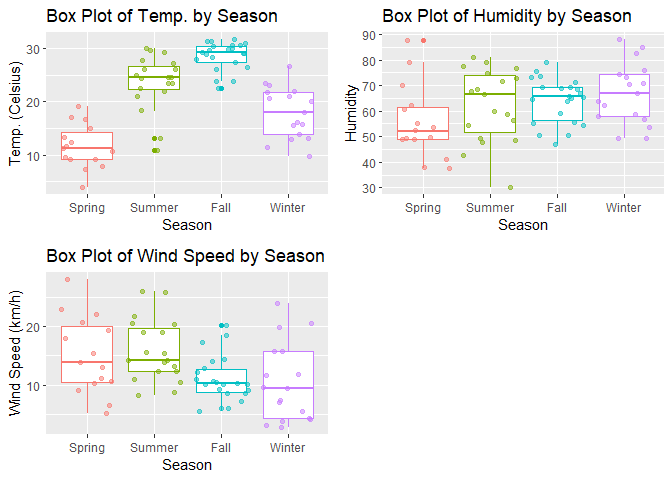 Box Plot of Temp. by Season
Temp. (Celsius)
30
20
10
Spring Summer Fall Winter
Season
Box Plot of Humidity by Season
Humidity
90
80
70
60
50
40
30
Spring Summer Fall Winter
Season
Box Plot of Wind Speed by Season
Wind Speed (km/h)
20
10
Spring Summer Fall Winter
Season